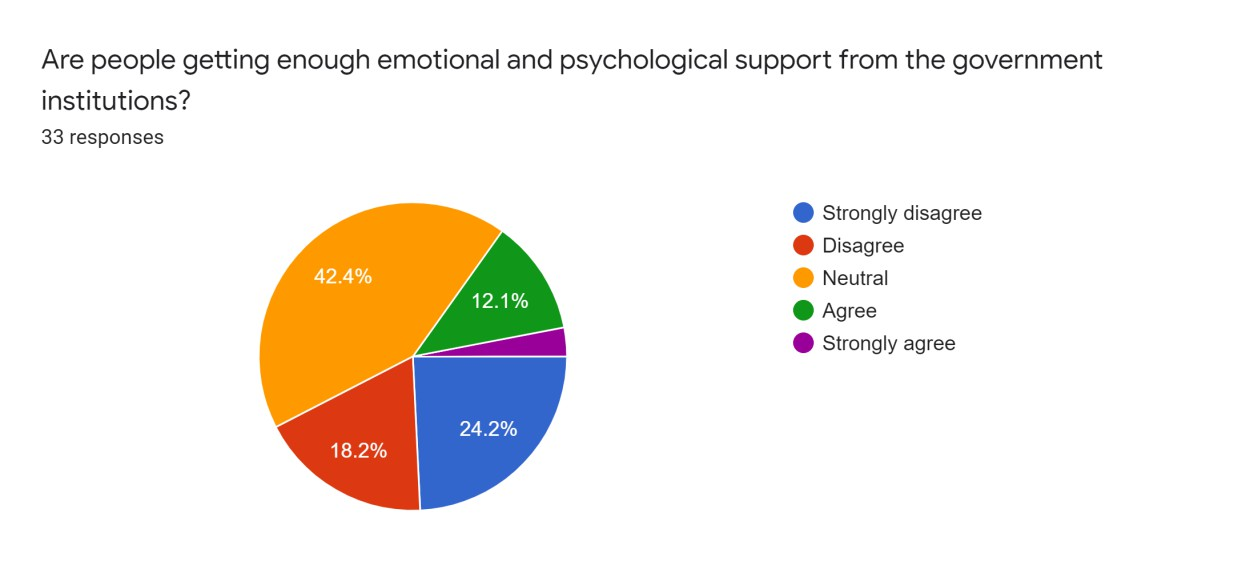 Are people getting enough emotional and psychological support from the government
institutions?
33 responses
42.4%
12.1%
24.2%
18.2%
Strongly disagree
Disagree
Neutral
Agree
Strongly agree